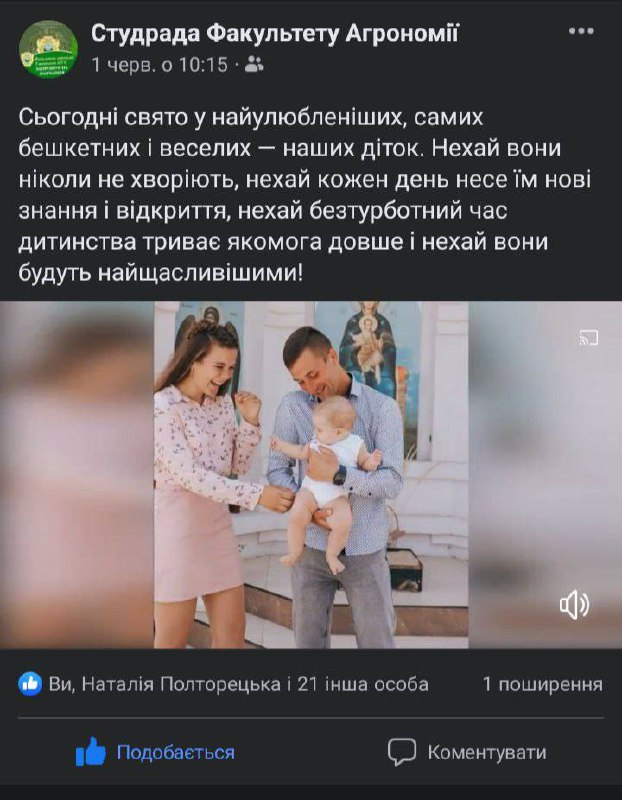 Студрада Факультету Агрономії
1 черв. о 10:15 ·
Сьогодні свято у найулюбленіших, самих
бешкетних і веселих — наших діток. Нехай вони
ніколи не хворіють, нехай кожен день несе їм нові
знання і відкриття, нехай безтурботний час
дитинства триває якомога довше і нехай вони
будуть найщасливішими!
Ви, Наталія Полторецька і 21 інша особа
1 поширення
Подобається
Коментувати